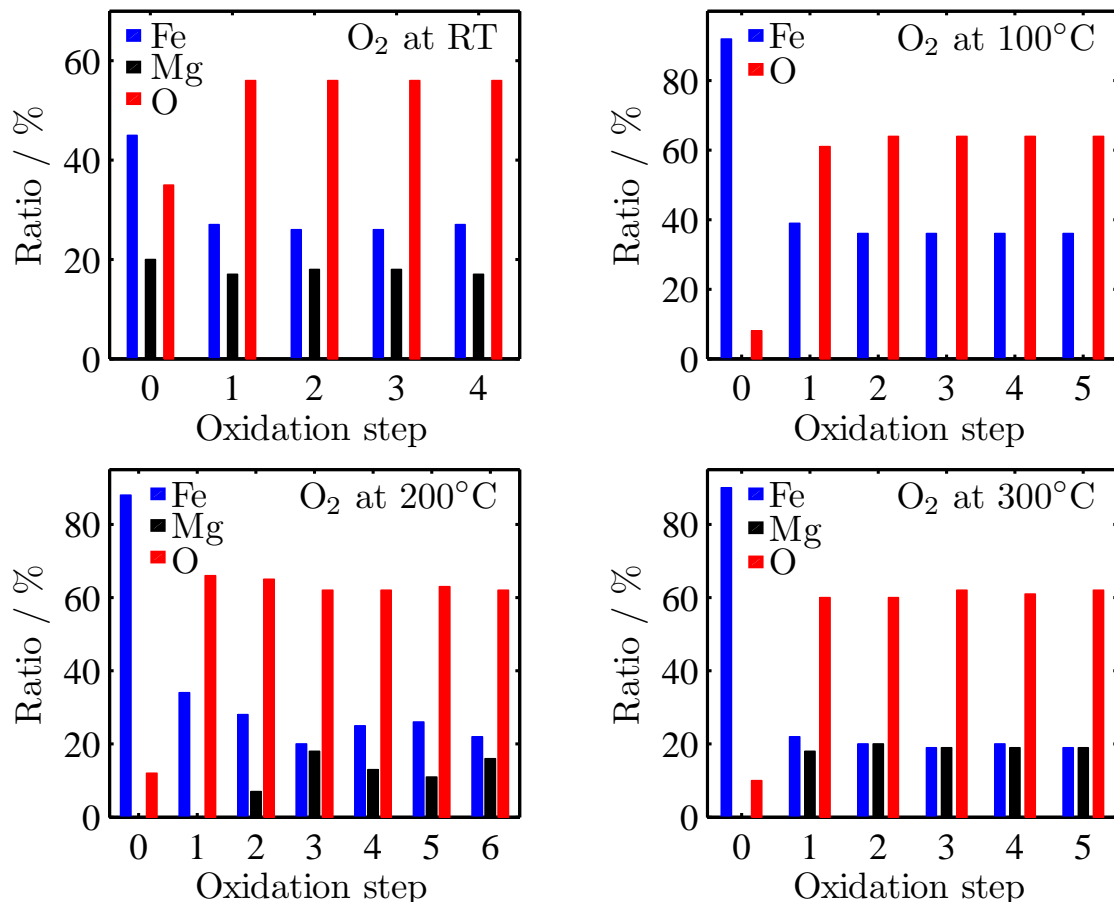 Ratio / %
60
40
20
0
Fe
Mg
O
O₂ at RT
0 1 2 3 4
Oxidation step
Ratio / %
80
60
40
20
0
Fe
O
O₂ at 100°C
0 1 2 3 4 5
Oxidation step
Ratio / %
80
60
40
20
0
Fe
Mg
O
O₂ at 200°C
0 1 2 3 4 5 6
Oxidation step
Ratio / %
80
60
40
20
0
Fe
Mg
O
O₂ at 300°C
0 1 2 3 4 5
Oxidation step